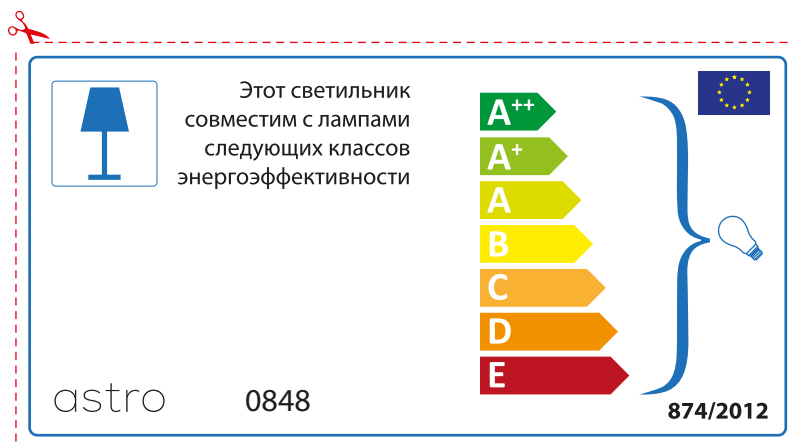 Этот светильник
совместим с лампами
следующих классов
энергоэффективности
A++
A+
A
B
C
D
E
astro
0848
874/2012